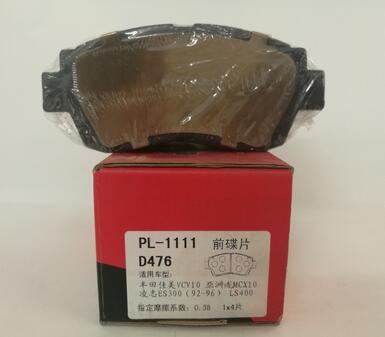 PL-1111 前碟片
D476
适用车型:
丰田佳美VCV10 亚洲龙MCX10
凌志ES300(92-96) LS400
指定摩擦系数: 0.38 1x4片